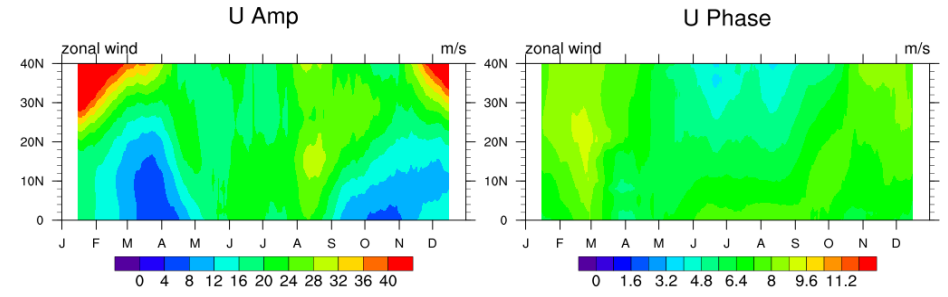 U Amp
zonal wind m/s
40N
30N
20N
10N
0
J F M A M J J A S O N D
0 4 8 12 16 20 24 28 32 36 40
U Phase
zonal wind m/s
40N
30N
20N
10N
0
J F M A M J J A S O N D
0 1.6 3.2 4.8 6.4 8 9.6 11.2